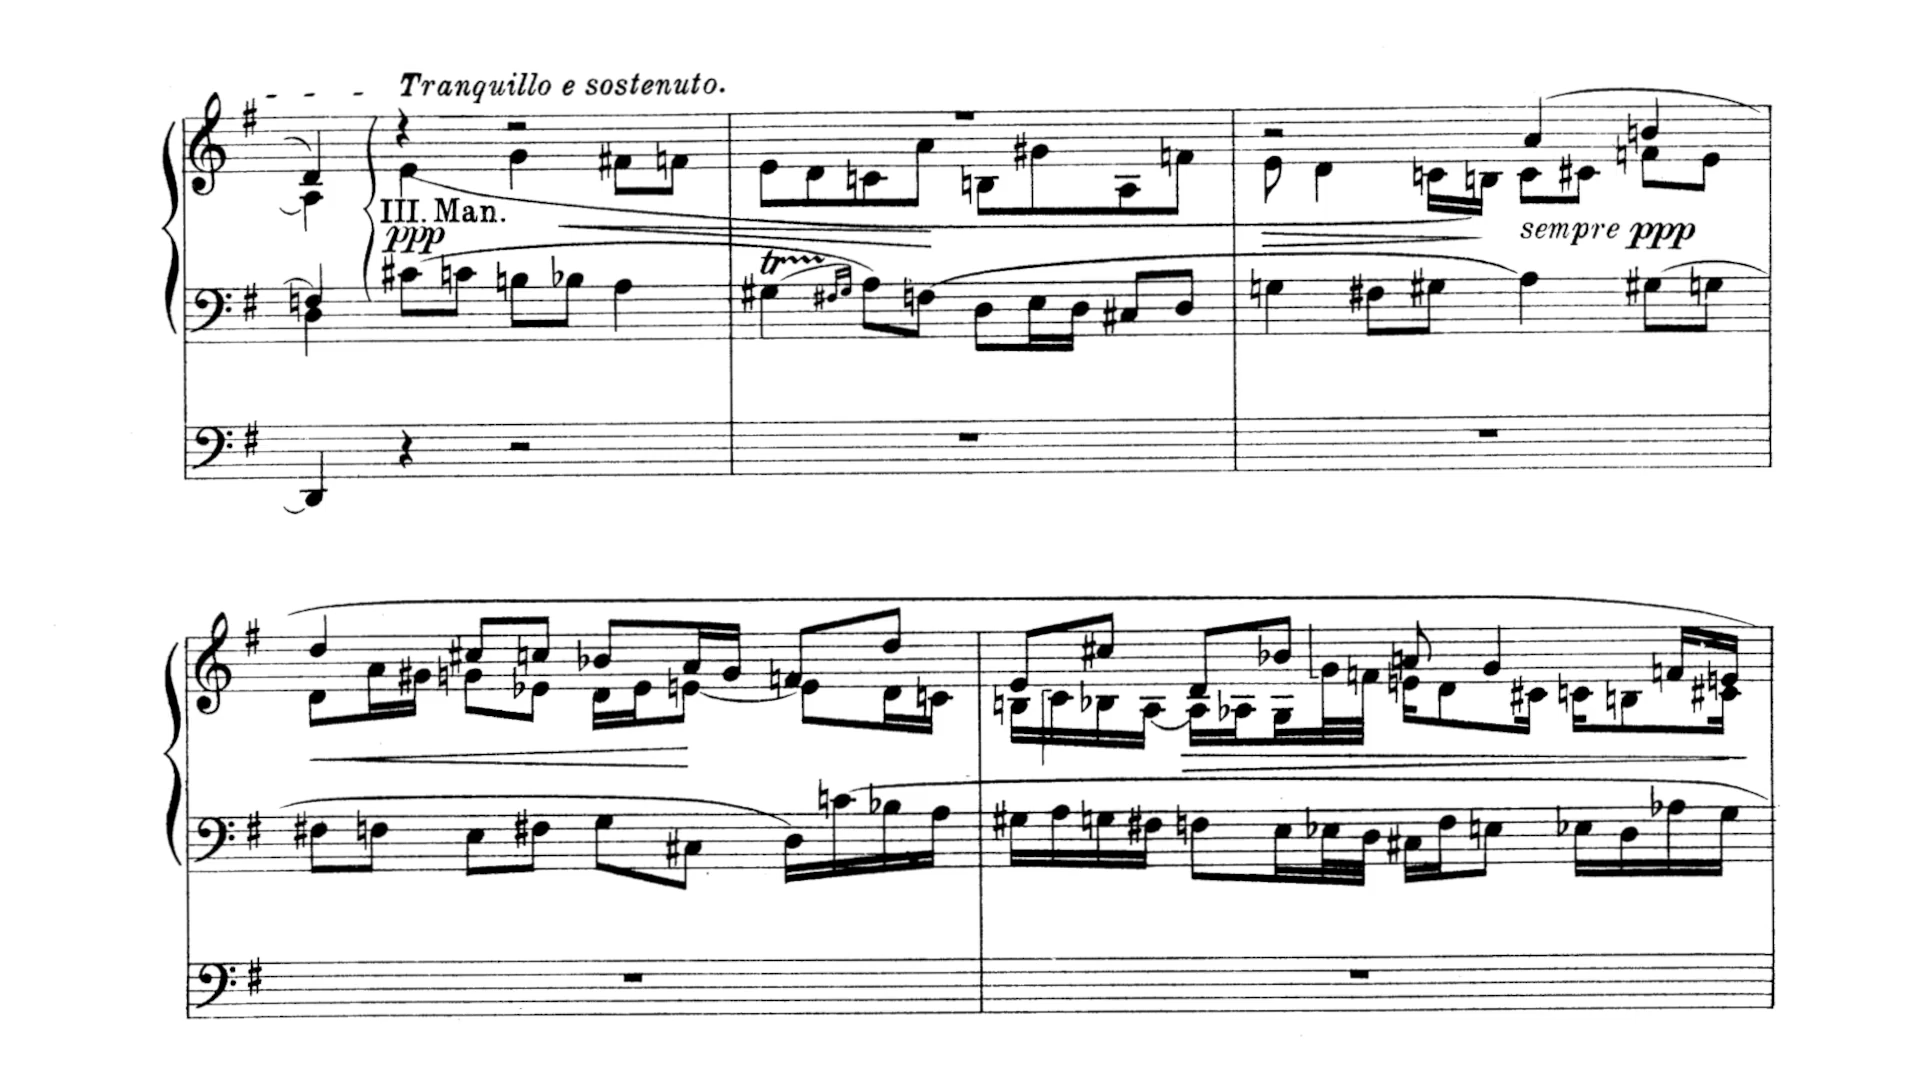 Tranquillo e sostenuto.
III. Man.
ppp
tr
sempre ppp